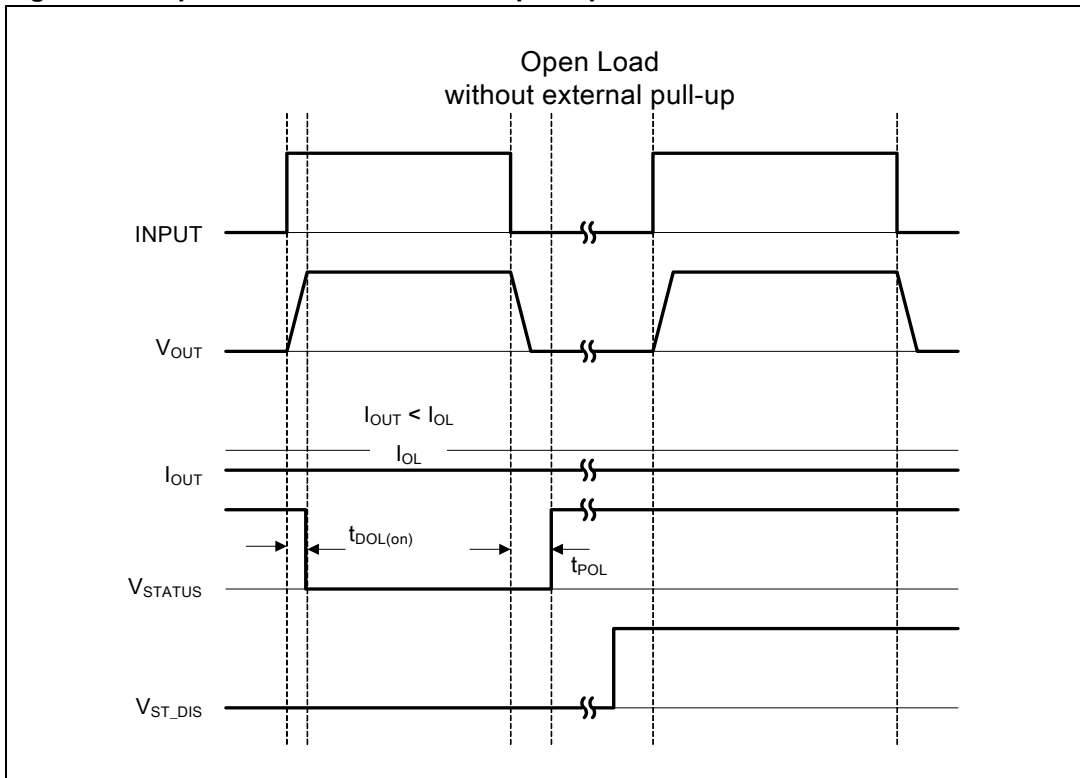 Open Load
without external pull-up
INPUT
VOUT
IOUT < IOL
IOL
IOUT
tDOL(on)
tPOL
VSTATUS
VST_DIS